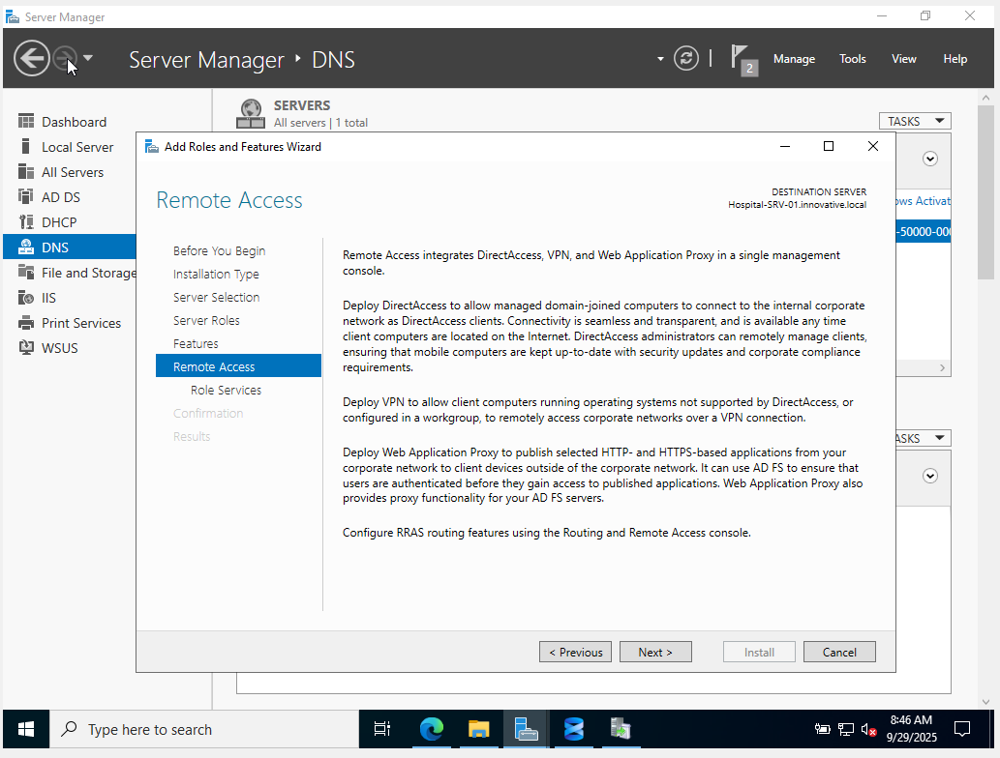 Server Manager
Server Manager DNS
2
Manage
Tools
View
Help
Dashboard
Local Server
All Servers
AD DS
DHCP
DNS
File and Storage
IIS
Print Services
WSUS
SERVERS
All servers | 1 total
TASKS
Add Roles and Features Wizard
Remote Access
DESTINATION SERVER
Hospital-SRV-01.innovative.local
Before You Begin
Installation Type
Server Selection
Server Roles
Features
Remote Access
Role Services
Confirmation
Results
Remote Access integrates DirectAccess, VPN, and Web Application Proxy in a single management
console.
Deploy DirectAccess to allow managed domain-joined computers to connect to the internal corporate
network as DirectAccess clients. Connectivity is seamless and transparent, and is available any time
client computers are located on the Internet. DirectAccess administrators can remotely manage clients,
ensuring that mobile computers are kept up-to-date with security updates and corporate compliance
requirements.
Deploy VPN to allow client computers running operating systems not supported by DirectAccess, or
configured in a workgroup, to remotely access corporate networks over a VPN connection.
Deploy Web Application Proxy to publish selected HTTP- and HTTPS-based applications from your
corporate network to client devices outside of the corporate network. It can use AD FS to ensure that
users are authenticated before they gain access to published applications. Web Application Proxy also
provides proxy functionality for your AD FS servers.
Configure RRAS routing features using the Routing and Remote Access console.
ows Activat
-50000-000
ASKS
< Previous
Next >
Install
Cancel
Type here to search
8:46 AM
9/29/2025